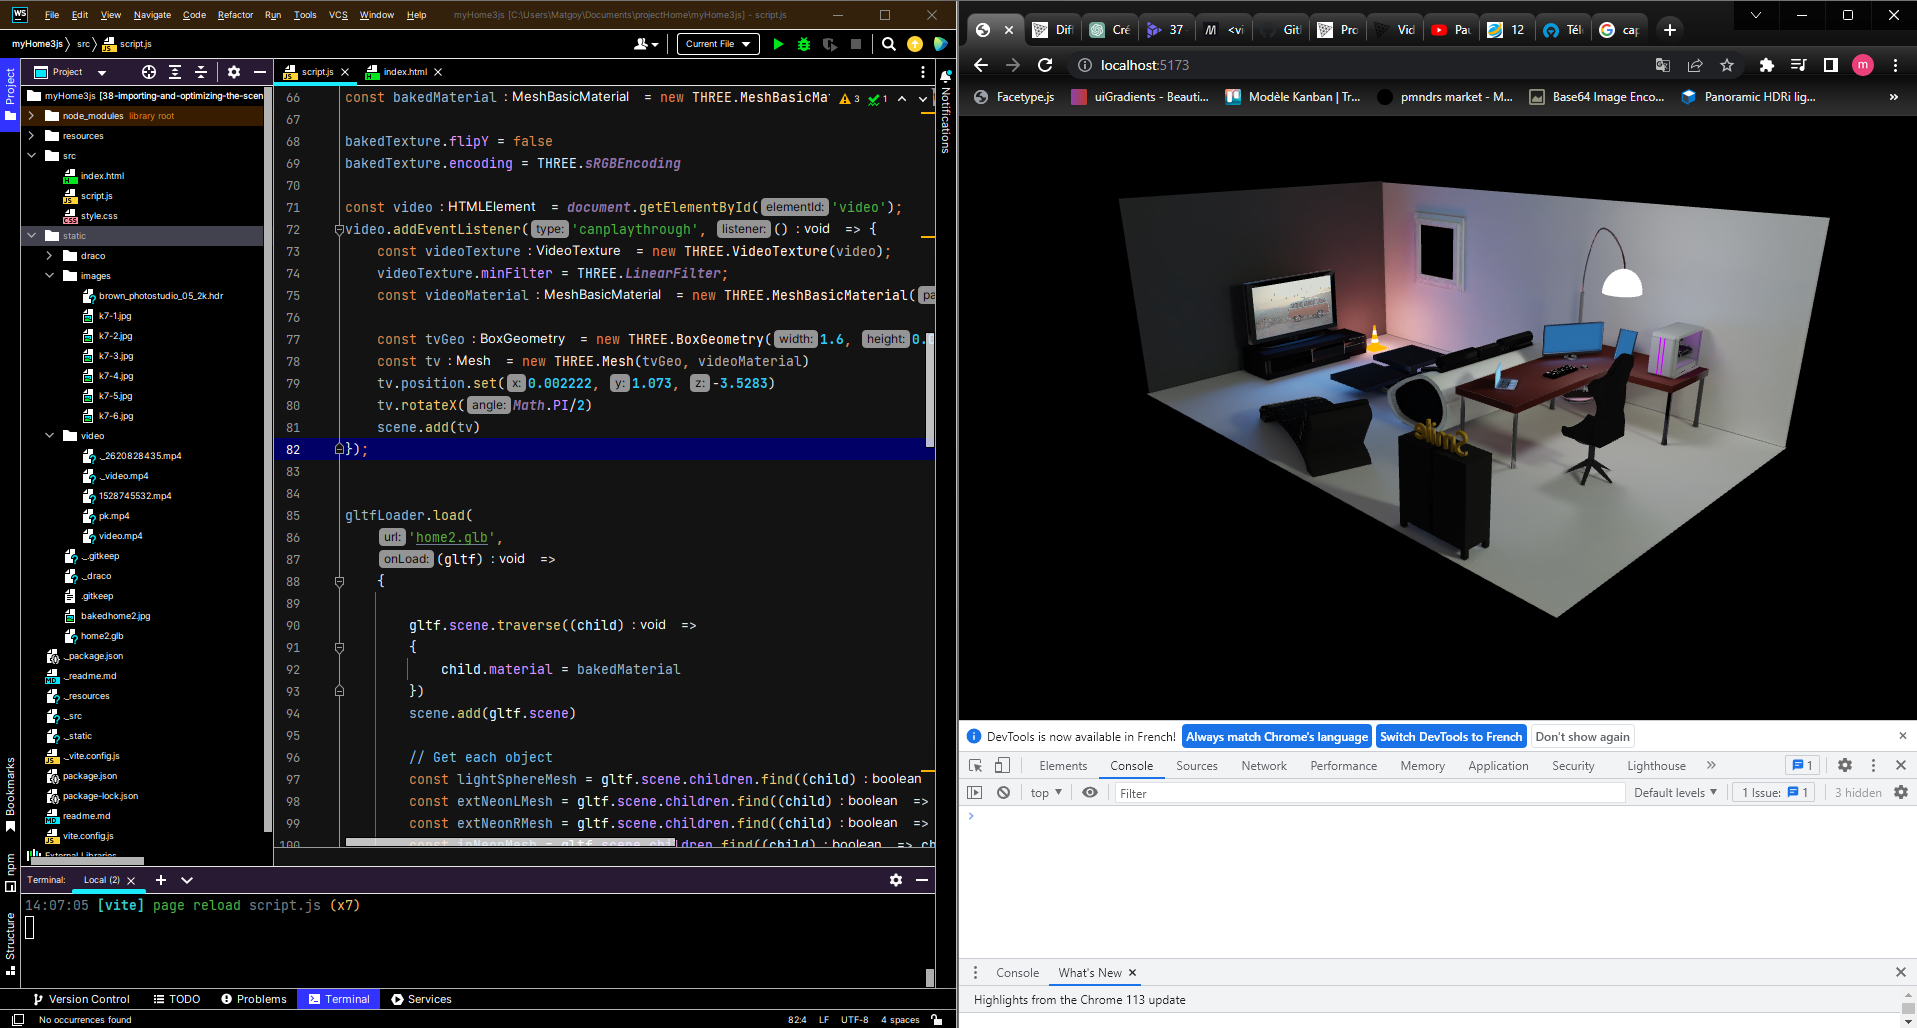 WS File Edit View Navigate Code Refactor Run Tools VCS Window Help myHome3js [C:\Users\Matgoy\Documents\projectHome\myHome3js] - script.js
myHome3js src script.js Current File
Project
script.js
index.html
Project
Notifications
myHome3js [38-importing-and-optimizing-the-scen
node_modules library root
resources
src
index.html
script.js
style.css
static
draco
images
brown_photostudio_05_2k.hdr
k7-1.jpg
k7-2.jpg
k7-3.jpg
k7-4.jpg
k7-5.jpg
k7-6.jpg
video
._2620828435.mp4
._video.mp4
1528745532.mp4
pk.mp4
video.mp4
._.gitkeep
._draco
.gitkeep
bakedhome2.jpg
home2.glb
._package.json
._readme.md
._resources
._src
._static
._vite.config.js
package.json
package-lock.json
readme.md
vite.config.js
External Libraries
Bookmarks
npm
Structure
66 const bakedMaterial : MeshBasicMaterial = new THREE.MeshBasicMa 3 1
67
68 bakedTexture.flipY = false
69 bakedTexture.encoding = THREE.sRGBEncoding
70
71 const video : HTMLElement = document.getElementById( elementId: 'video');
72 video.addEventListener( type: 'canplaythrough', listener: () : void => {
73 const videoTexture : VideoTexture = new THREE.VideoTexture(video);
74 videoTexture.minFilter = THREE.LinearFilter;
75 const videoMaterial : MeshBasicMaterial = new THREE.MeshBasicMaterial( pa
76
77 const tvGeo : BoxGeometry = new THREE.BoxGeometry( width: 1.6, height: 0.
78 const tv : Mesh = new THREE.Mesh(tvGeo, videoMaterial)
79 tv.position.set( x: 0.002222, y: 1.073, z: -3.5283)
80 tv.rotateX( angle: Math.PI/2)
81 scene.add(tv)
82 });
83
84
85 gltfLoader.load(
86 url: 'home2.glb',
87 onLoad: (gltf) : void =>
88 {
89
90 gltf.scene.traverse((child) : void =>
91 {
92 child.material = bakedMaterial
93 })
94 scene.add(gltf.scene)
95
96 // Get each object
97 const lightSphereMesh = gltf.scene.children.find((child) : boolean
98 const extNeonLMesh = gltf.scene.children.find((child) : boolean =>
99 const extNeonRMesh = gltf.scene.children.find((child) : boolean =>
100 const inNeonMesh = gltf.scene.children.find((child) : boolean => ch
Terminal: Local (2)
14:07:05 [vite] page reload script.js (x7)
Version Control TODO Problems Terminal Services
No occurrences found 82:4 LF UTF-8 4 spaces
Dif Cré 37 <vi Git Pro Vid Pau 12 Tél cap
localhost:5173 m
Facetype.js uiGradients - Beauti... Modèle Kanban | Tr... pmndrs market - M... Base64 Image Enco... Panoramic HDRi lig... »
Smile
DevTools is now available in French! Always match Chrome's language Switch DevTools to French Don't show again
Elements Console Sources Network Performance Memory Application Security Lighthouse » 1
top Filter Default levels 1 Issue: 1 3 hidden
Console What's New
Highlights from the Chrome 113 update